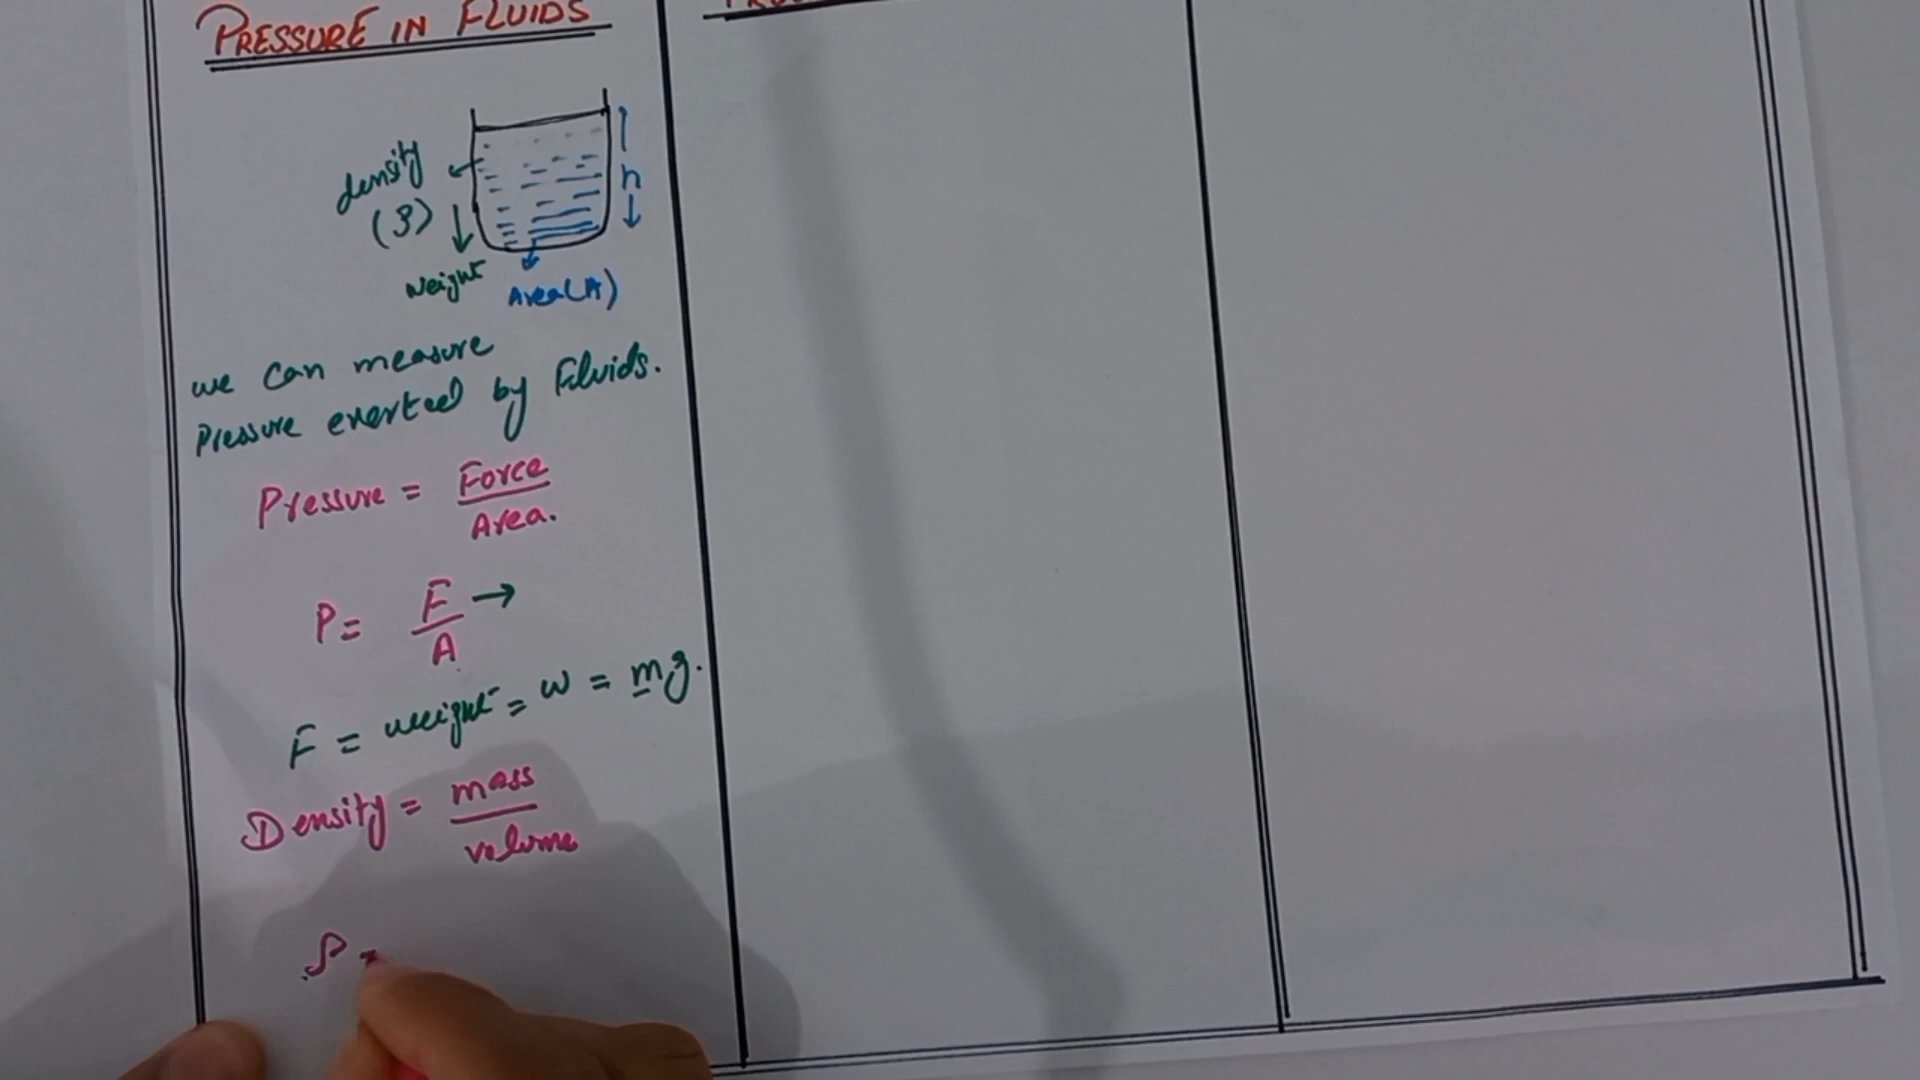 PRESSURE IN FLUIDS
density
(ρ)
h
weight
Area(A)
we can measure
Pressure exerted by Fluids.
Pressure = Force
Area.
P = F →
A
F = weight = w = mg.
Density = mass
volume
ρ =